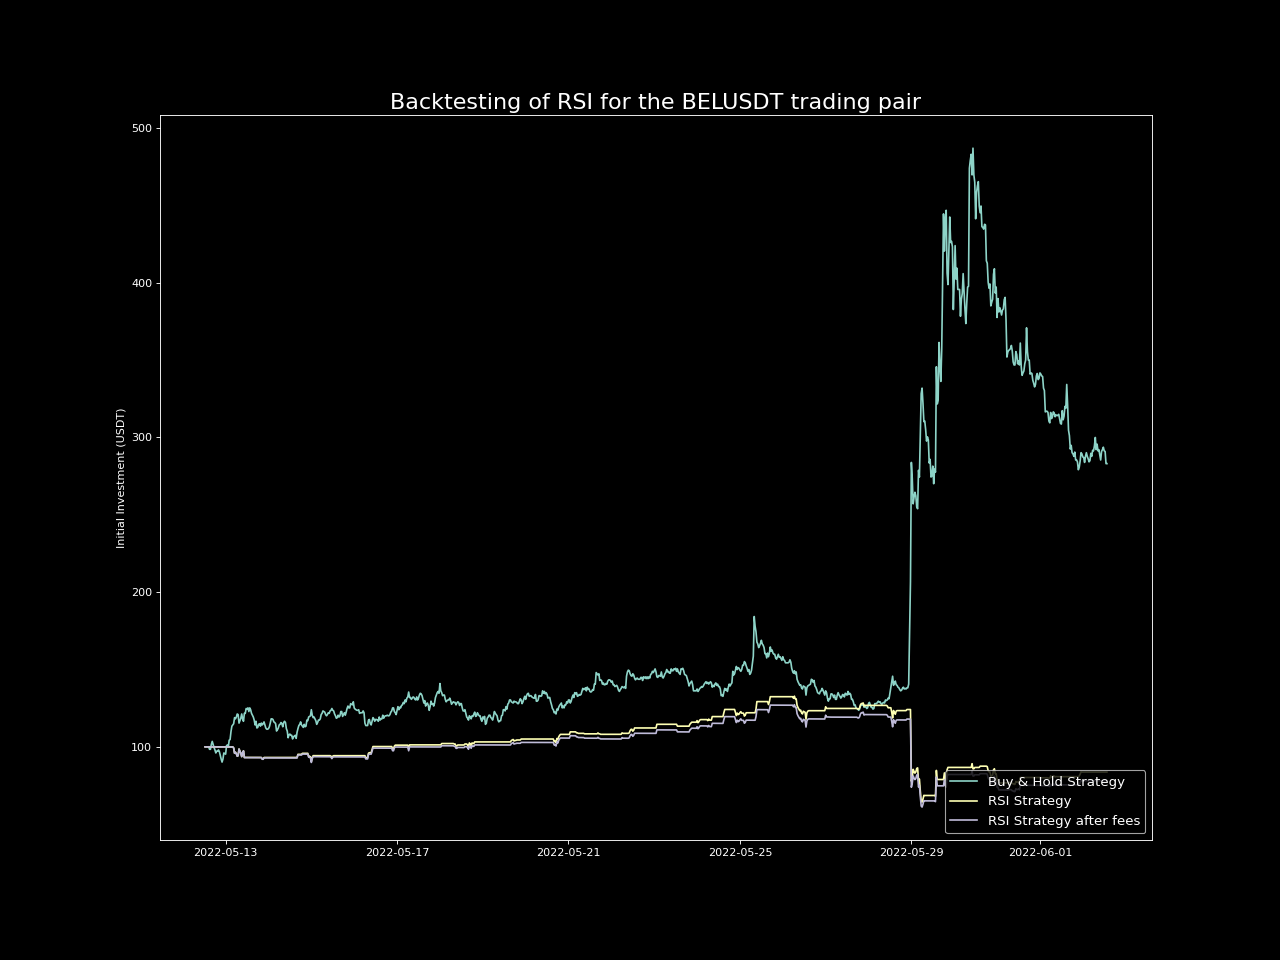 Backtesting of RSI for the BELUSDT trading pair
500
400
300
200
100
Initial Investment (USDT)
2022-05-13
2022-05-17
2022-05-21
2022-05-25
2022-05-29
2022-06-01
Buy & Hold Strategy
RSI Strategy
RSI Strategy after fees